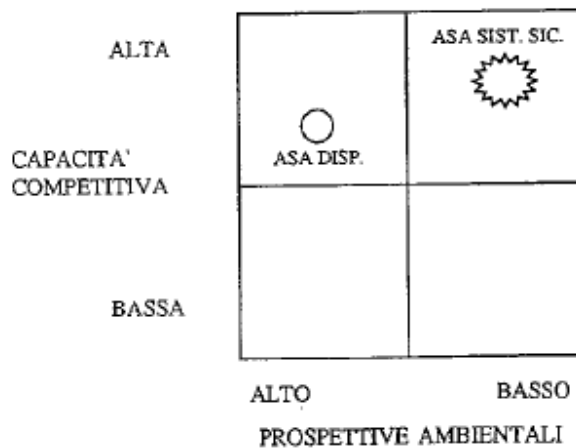 ASA SIST. SIC.
ALTA
ASA DISP.
CAPACITA'
COMPETITIVA
BASSA
ALTO
BASSO
PROSPETTIVE AMBIENTALI